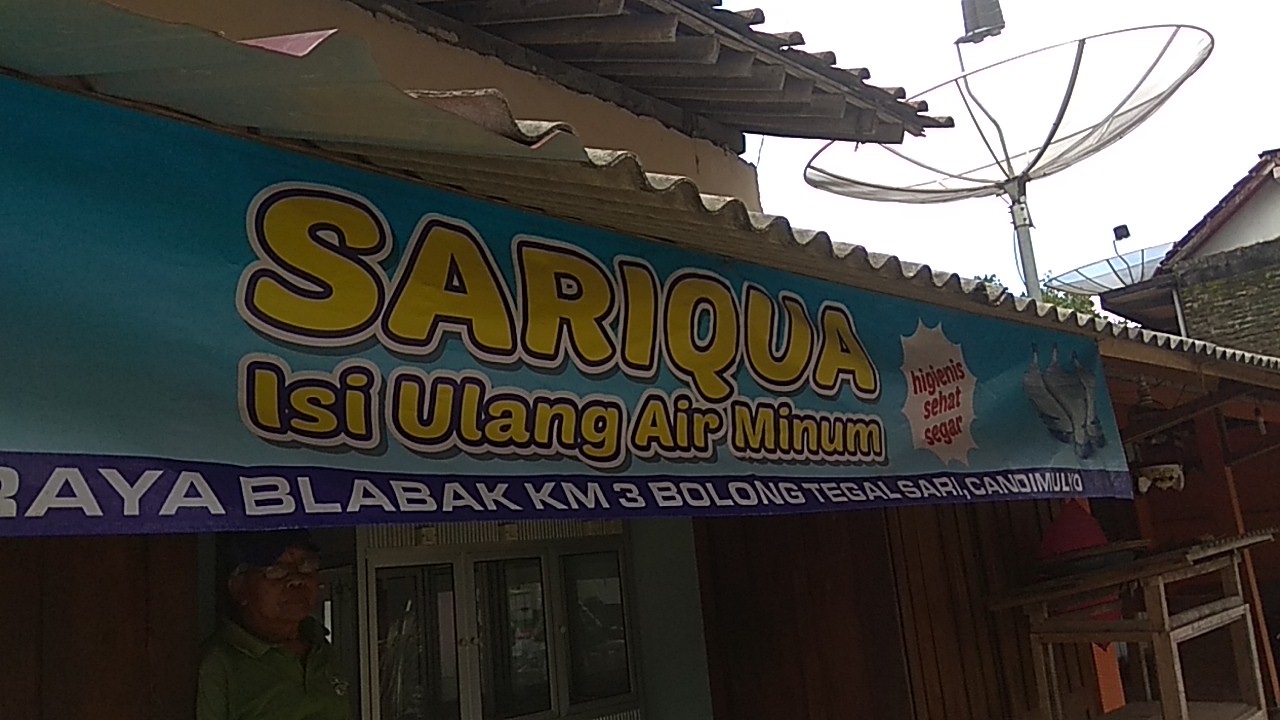 SARIQUA
Isi Ulang Air Minum
higienis
sehat
segar
RAYA BLABAK KM 3 BOLONG TEGALSARI, CANDIMULYO